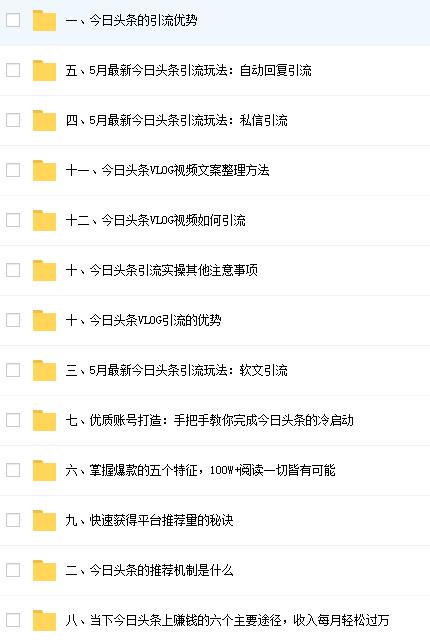 一、今日头条的引流优势
五、5月最新今日头条引流玩法：自动回复引流
四、5月最新今日头条引流玩法：私信引流
十一、今日头条VLOG视频文案整理方法
十二、今日头条VLOG视频如何引流
十、今日头条引流实操其他注意事项
十、今日头条VLOG引流的优势
三、5月最新今日头条引流玩法：软文引流
七、优质账号打造：手把手教你完成今日头条的冷启动
六、掌握爆款的五个特征，100W+阅读一切皆有可能
九、快速获得平台推荐量的秘诀
二、今日头条的推荐机制是什么
八、当下今日头条上赚钱的六个主要途径，收入每月轻松过万